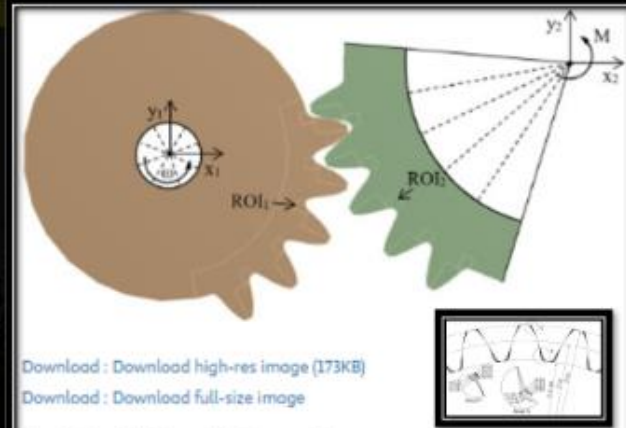 y₂
M
x₂
y₁
x₁
ROI₁
ROI₂
Download : Download high-res image (173KB)
Download : Download full-size image